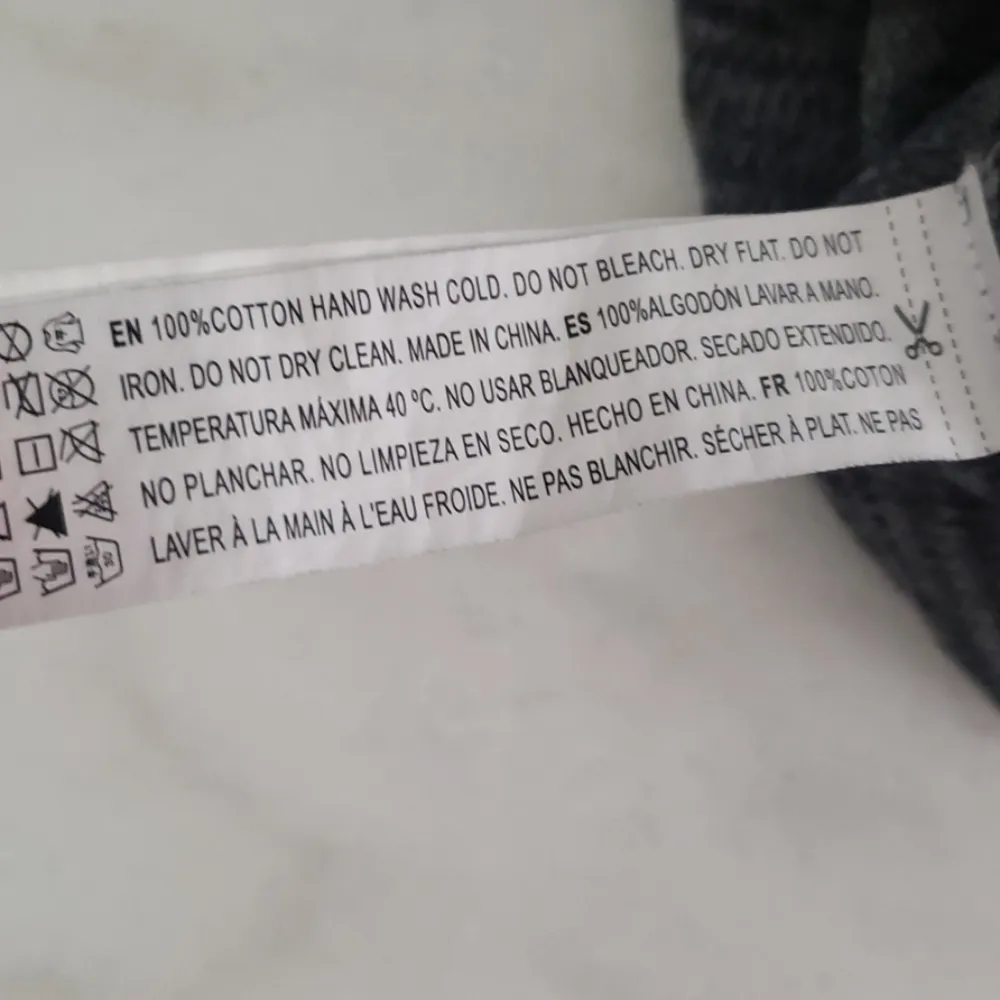 EN 100%COTTON HAND WASH COLD. DO NOT BLEACH. DRY FLAT. DO NOT
IRON. DO NOT DRY CLEAN. MADE IN CHINA. ES 100%ALGODÓN LAVAR A MANO.
TEMPERATURA MÁXIMA 40 ºC. NO USAR BLANQUEADOR. SECADO EXTENDIDO.
NO PLANCHAR. NO LIMPIEZA EN SECO. HECHO EN CHINA. FR 100%COTON
LAVER À LA MAIN À L'EAU FROIDE. NE PAS BLANCHIR. SÉCHER À PLAT. NE PAS